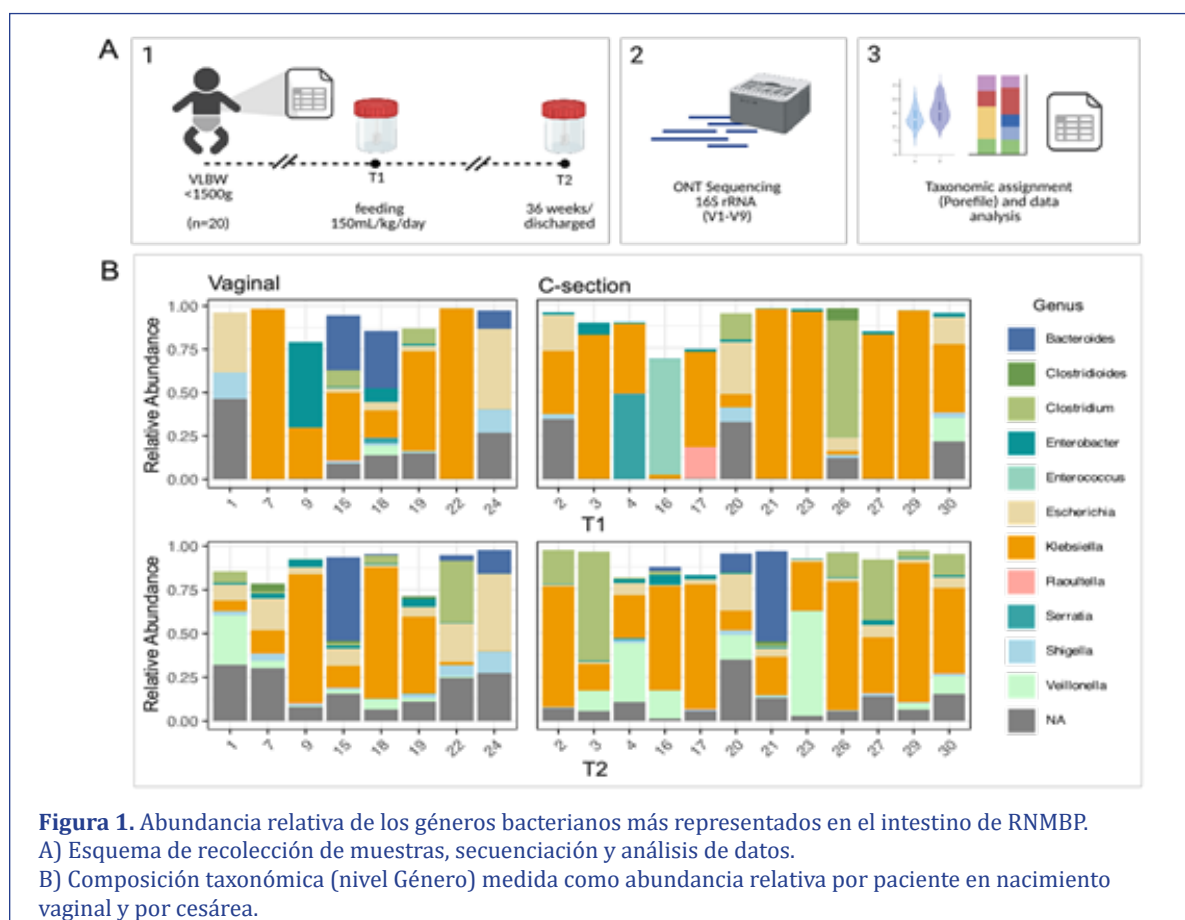 A
1
VLBW
<1500g
(n=20)
T1
feeding
150mL/kg/day
T2
36 weeks/
discharged
2
ONT Sequencing
16S rRNA
(V1-V9)
3
Taxonomic assignment
(Porefile) and data
analysis
B
Vaginal
C-section
Relative Abundance
1.00
0.75
0.50
0.25
0.00
1 7 9 15 18 19 22 24
2 3 4 16 17 20 21 23 26 27 29 30
T1
Relative Abundance
1.00
0.75
0.50
0.25
0.00
1 7 9 15 18 19 22 24
2 3 4 16 17 20 21 23 26 27 29 30
T2
Genus
Bacteroides
Clostridioides
Clostridium
Enterobacter
Enterococcus
Escherichia
Klebsiella
Raoultella
Serratia
Shigella
Veillonella
NA
Figura 1. Abundancia relativa de los géneros bacterianos más representados en el intestino de RNMBP.
A) Esquema de recolección de muestras, secuenciación y análisis de datos.
B) Composición taxonómica (nivel Género) medida como abundancia relativa por paciente en nacimiento
vaginal y por cesárea.